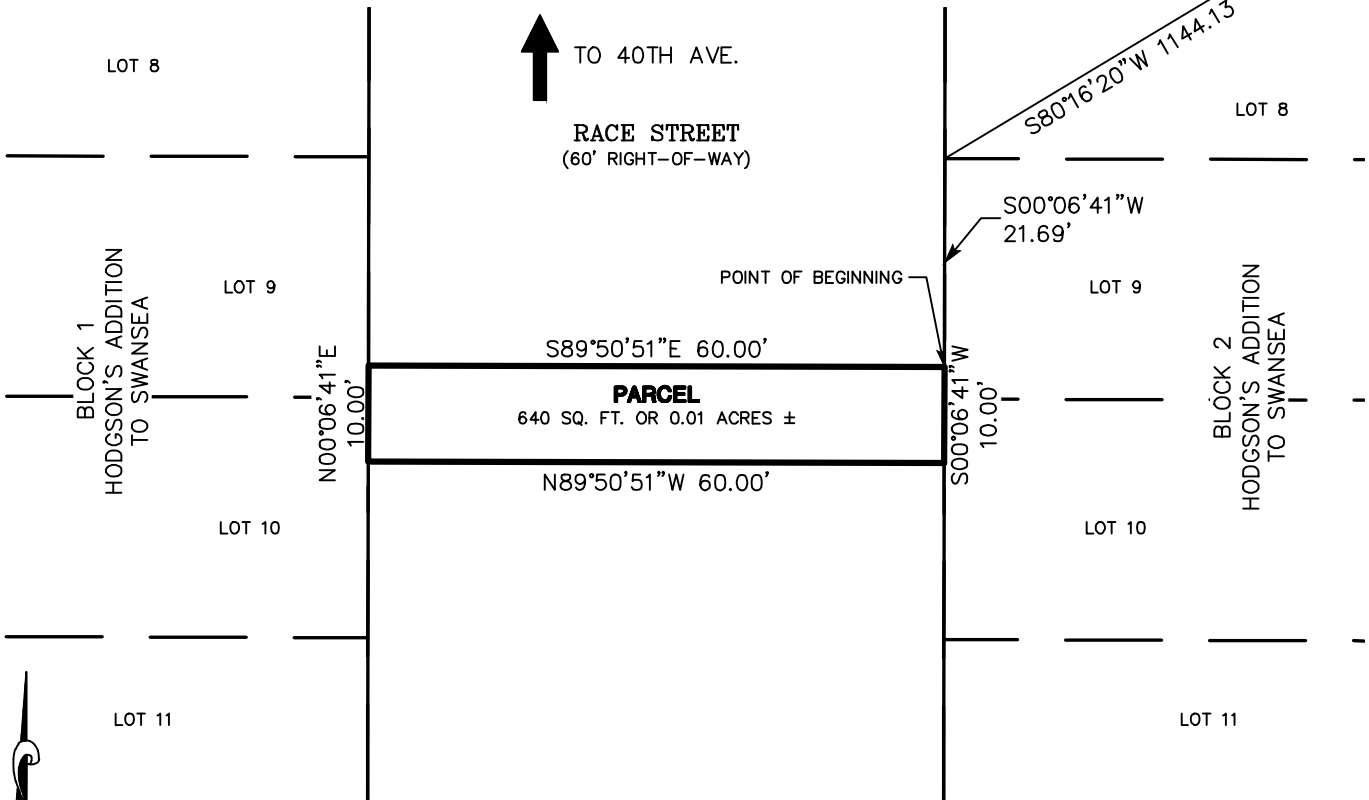 S80°16'20"W 1144.13
LOT 8
TO 40TH AVE.
LOT 8
RACE STREET
(60' RIGHT-OF-WAY)
S00°06'41"W
21.69'
POINT OF BEGINNING
LOT 9
LOT 9
BLOCK 1
HODGSON'S ADDITION
TO SWANSEA
BLOCK 2
HODGSON'S ADDITION
TO SWANSEA
S89°50'51"E 60.00'
N00°06'41"E
10.00'
PARCEL
640 SQ. FT. OR 0.01 ACRES ±
S00°06'41"W
10.00'
N89°50'51"W 60.00'
LOT 10
LOT 10
LOT 11
LOT 11